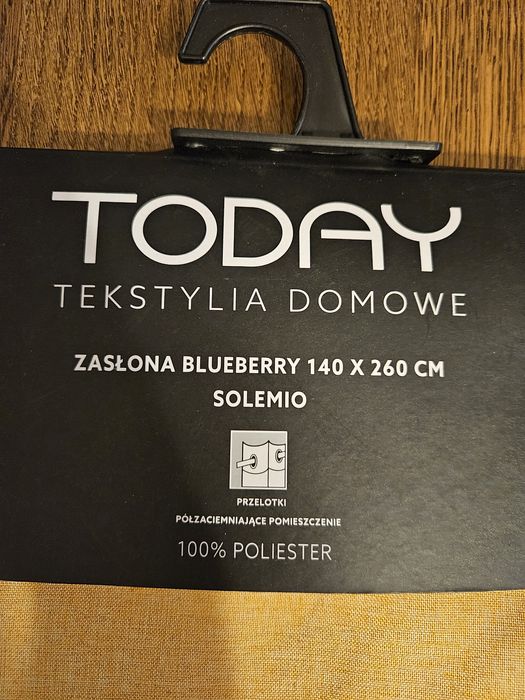 TODAY
TEKSTYLIA DOMOWE
ZASŁONA BLUEBERRY 140 X 260 CM
SOLEMIO
PRZELOTKI
PÓŁZACIEMNIAJĄCE POMIESZCZENIE
100% POLIESTER